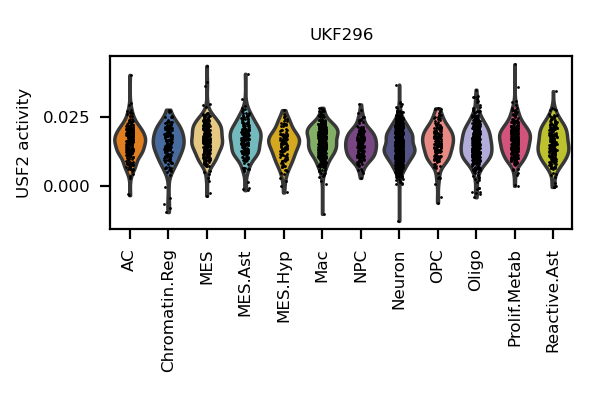 UKF296
USF2 activity
0.025
0.000
AC
Chromatin.Reg
MES
MES.Ast
MES.Hyp
Mac
NPC
Neuron
OPC
Oligo
Prolif.Metab
Reactive.Ast